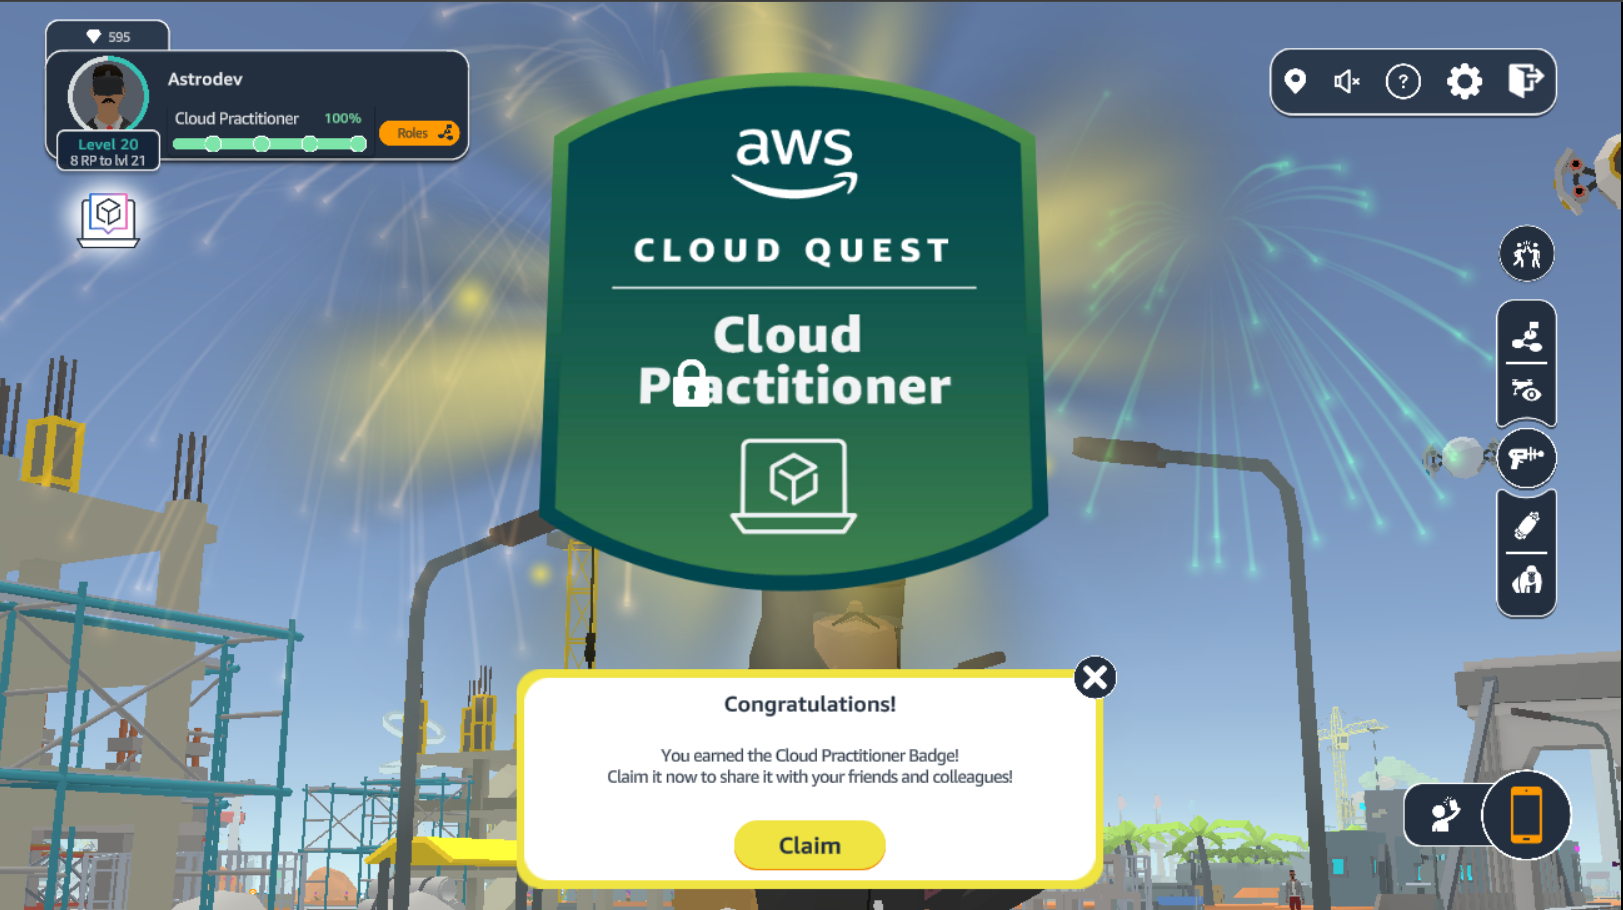 595
Astrodev
Cloud Practitioner 100%
Roles
Level 20
8 RP to lvl 21
?
aws
CLOUD QUEST
Cloud
Practitioner
Congratulations!
You earned the Cloud Practitioner Badge!
Claim it now to share it with your friends and colleagues!
Claim